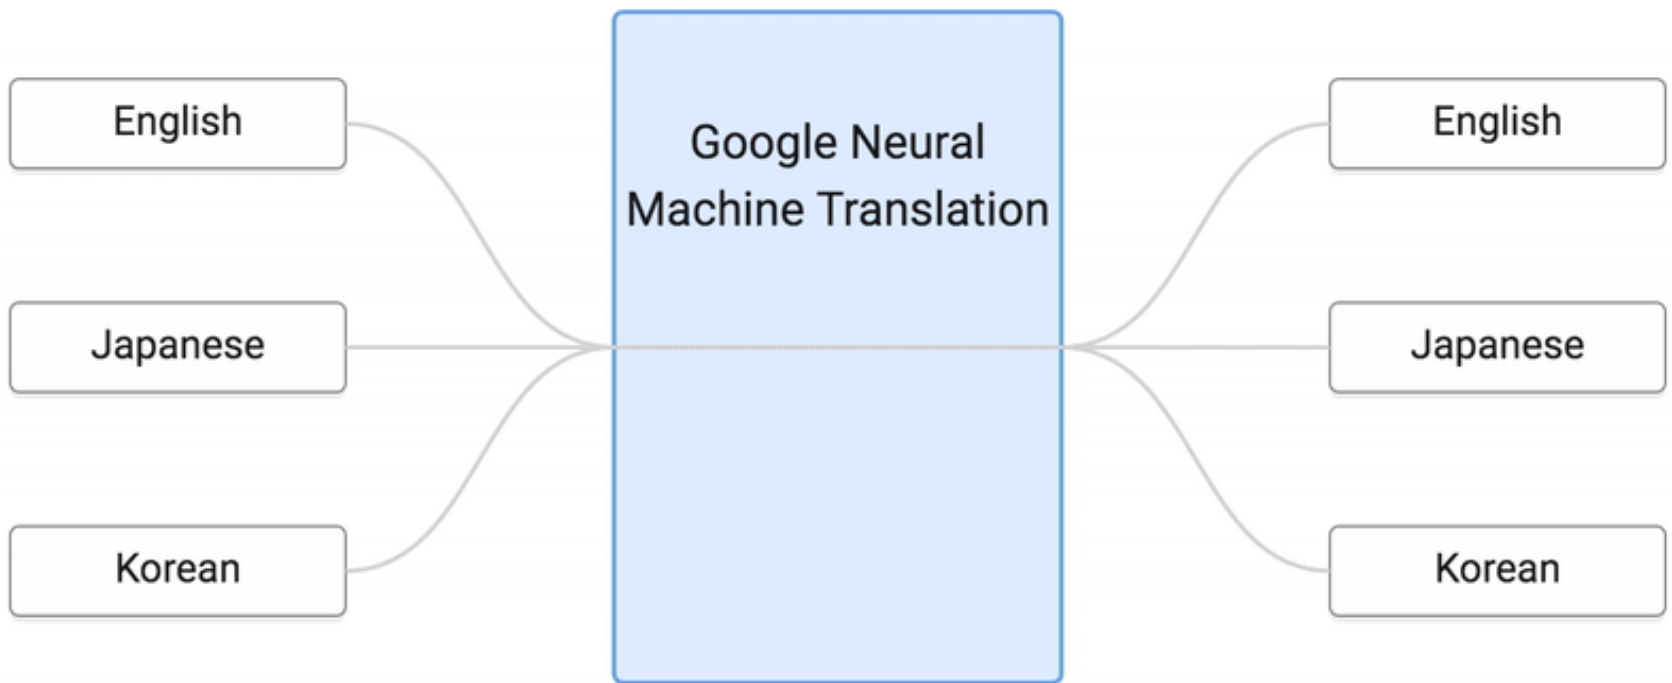 English
Japanese
Korean
Google Neural
Machine Translation
English
Japanese
Korean